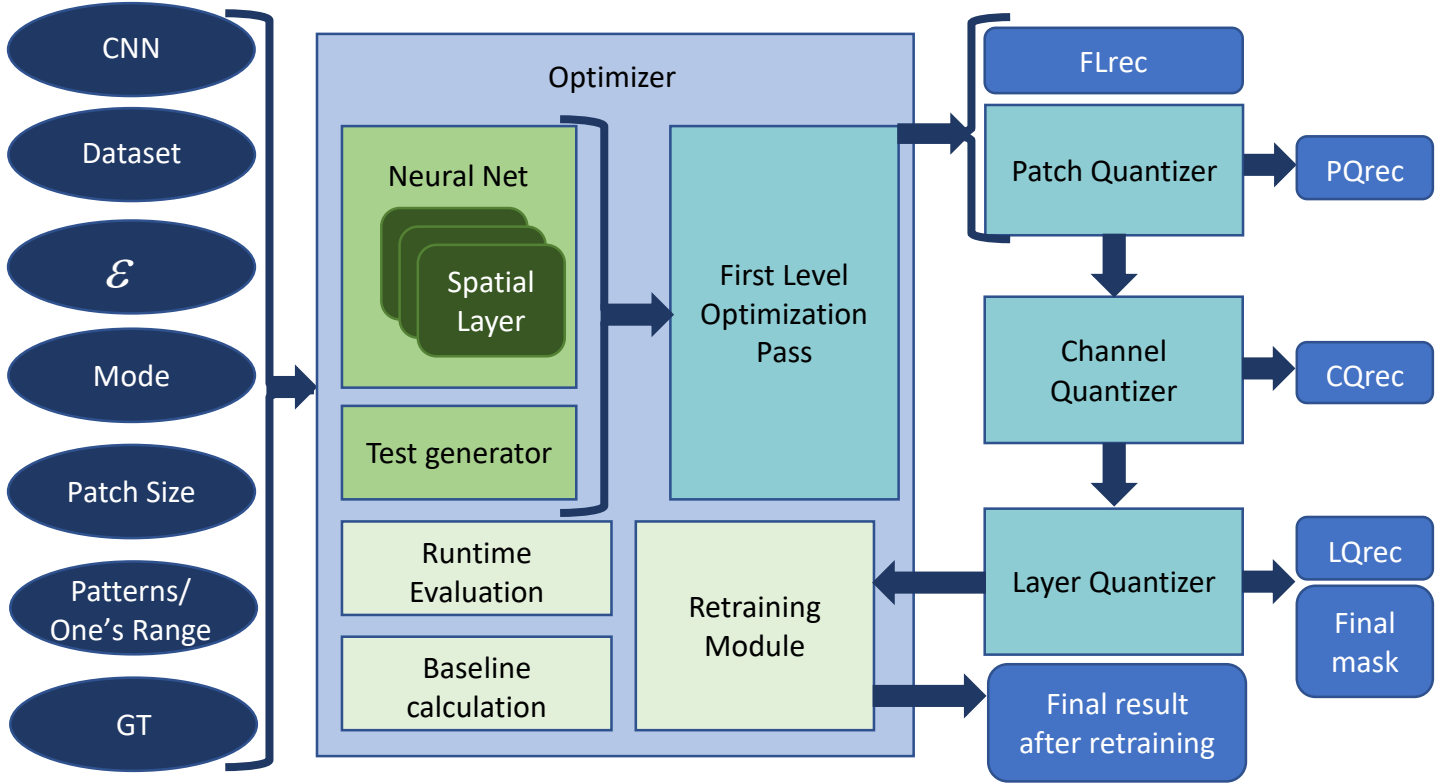 CNN
Dataset
ε
Mode
Patch Size
Patterns/
One's Range
GT
Optimizer
Neural Net
Spatial
Layer
Test generator
Runtime
Evaluation
Baseline
calculation
First Level
Optimization
Pass
Retraining
Module
FLrec
Patch Quantizer
PQrec
Channel
Quantizer
CQrec
Layer Quantizer
LQrec
Final
mask
Final result
after retraining